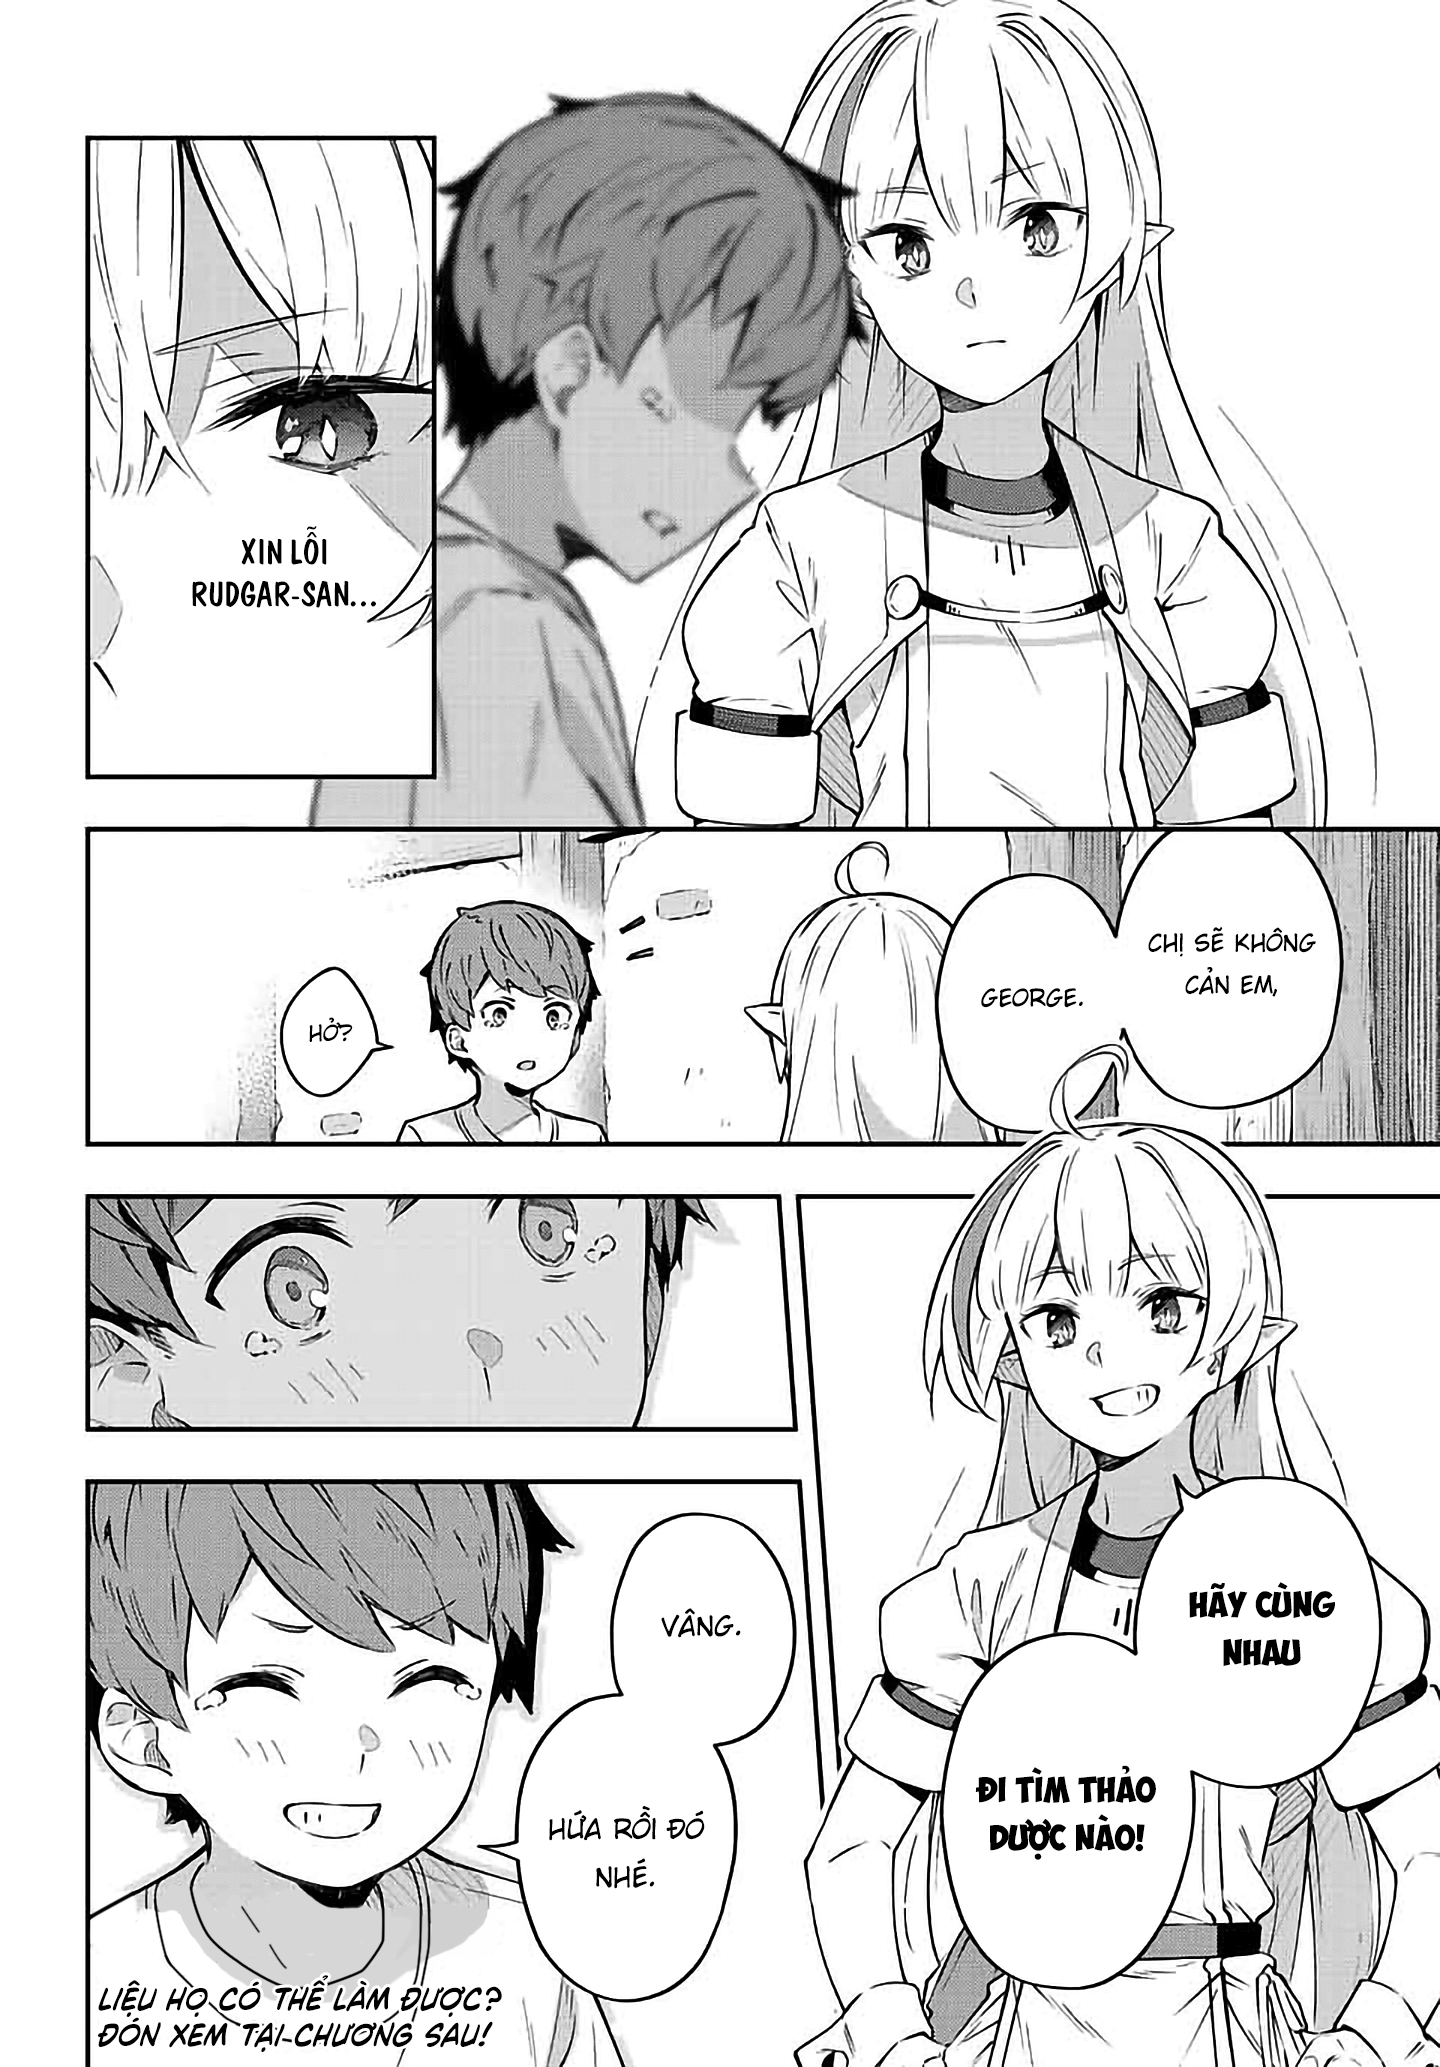 XIN LỖI
RUDGAR-SAN...
CHỊ SẼ KHÔNG
CẢN EM,
GEORGE.
HỞ?
HÃY CÙNG
NHAU
ĐI TÌM THẢO
DƯỢC NÀO!
VÂNG.
HỨA RỒI ĐÓ
NHÉ.
LIỆU HỌ CÓ THỂ LÀM ĐƯỢC?
ĐÓN XEM TẠI CHƯƠNG SAU!